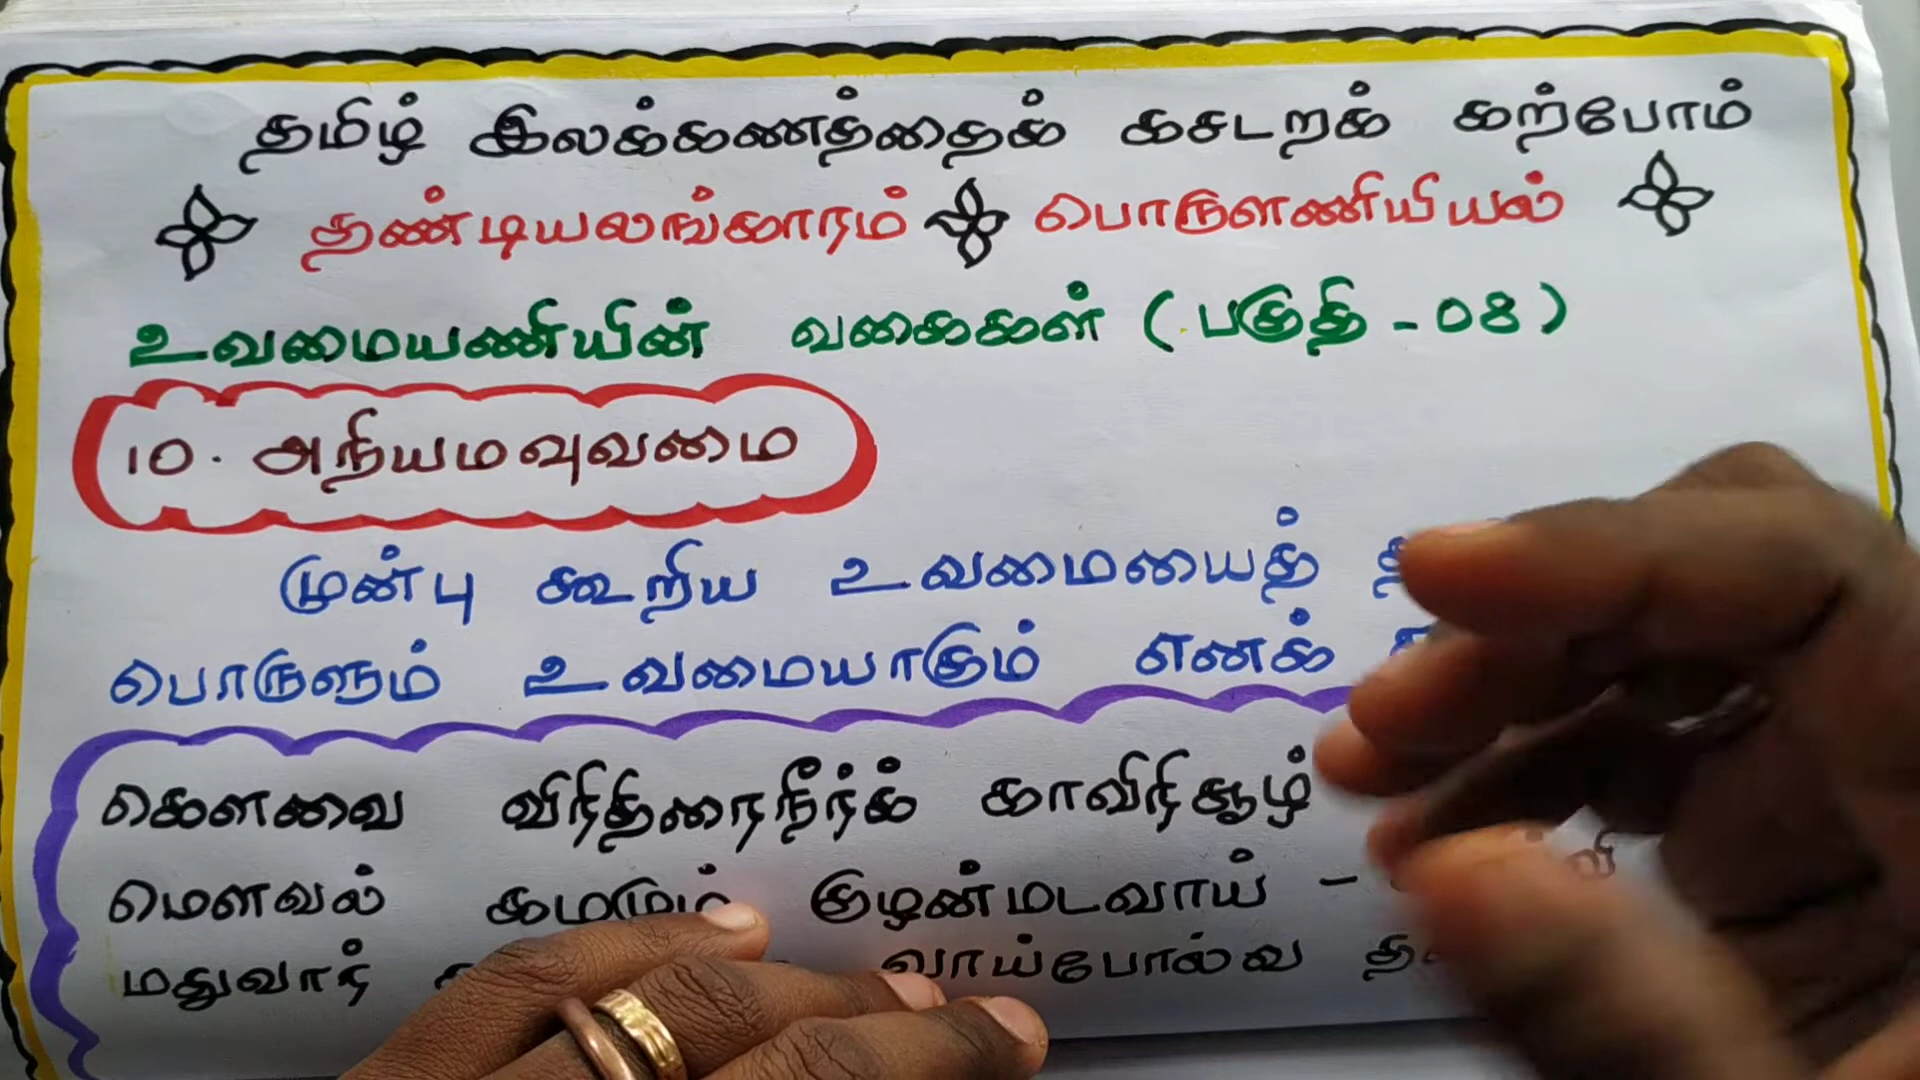 தமிழ் இலக்கணத்தைக் கசடறக் கற்போம்
தண்டியலங்காரம் பொருளணியியல்
உவமையணியின் வகைகள் (பகுதி - 08)
10. அநியமவுவமை
முன்பு கூறிய உவமையைத்
பொருளும் உவமையாகும் எனக்
கௌவை விரிதிரைநீர்க் காவிரிசூழ்
மௌவல் கமழும் குழன்மடவாய் -
மதுவார் வாய்போல்வ